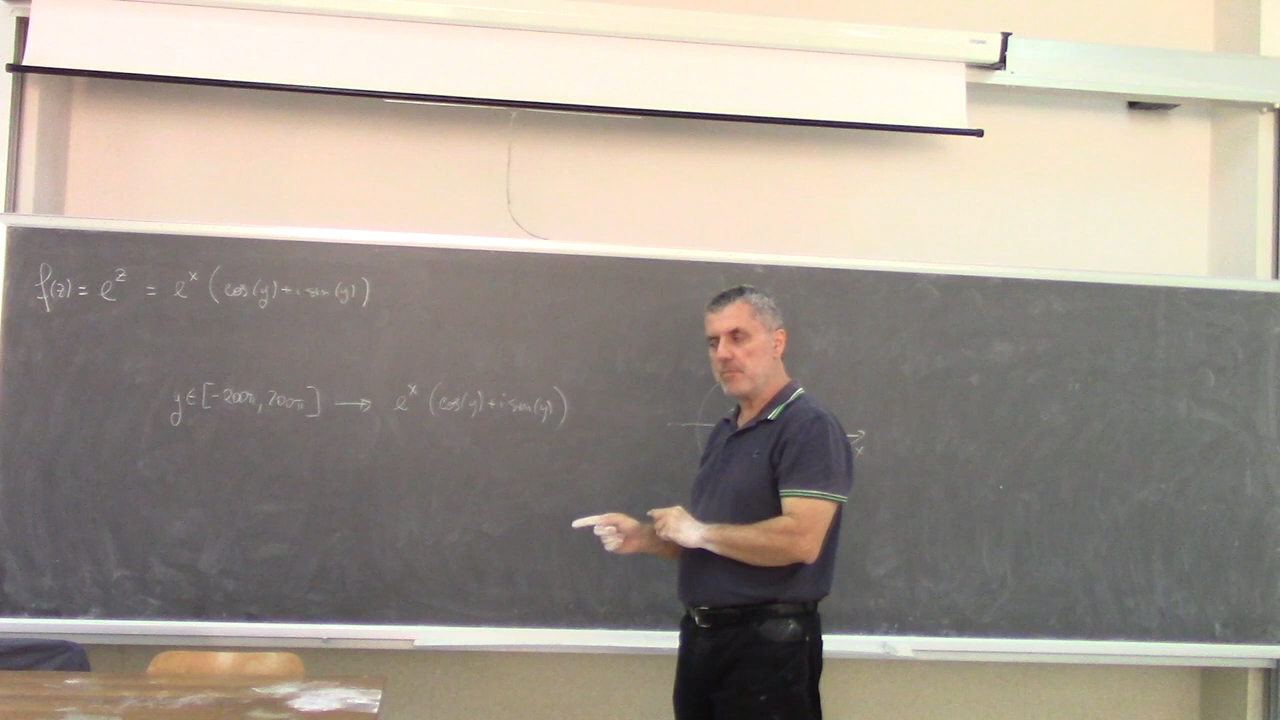 f(z) = e^z = e^x (cos(y) + i sin(y))
y ∈ [-200π, 200π] → e^x (cos(y) + i sin(y))
x